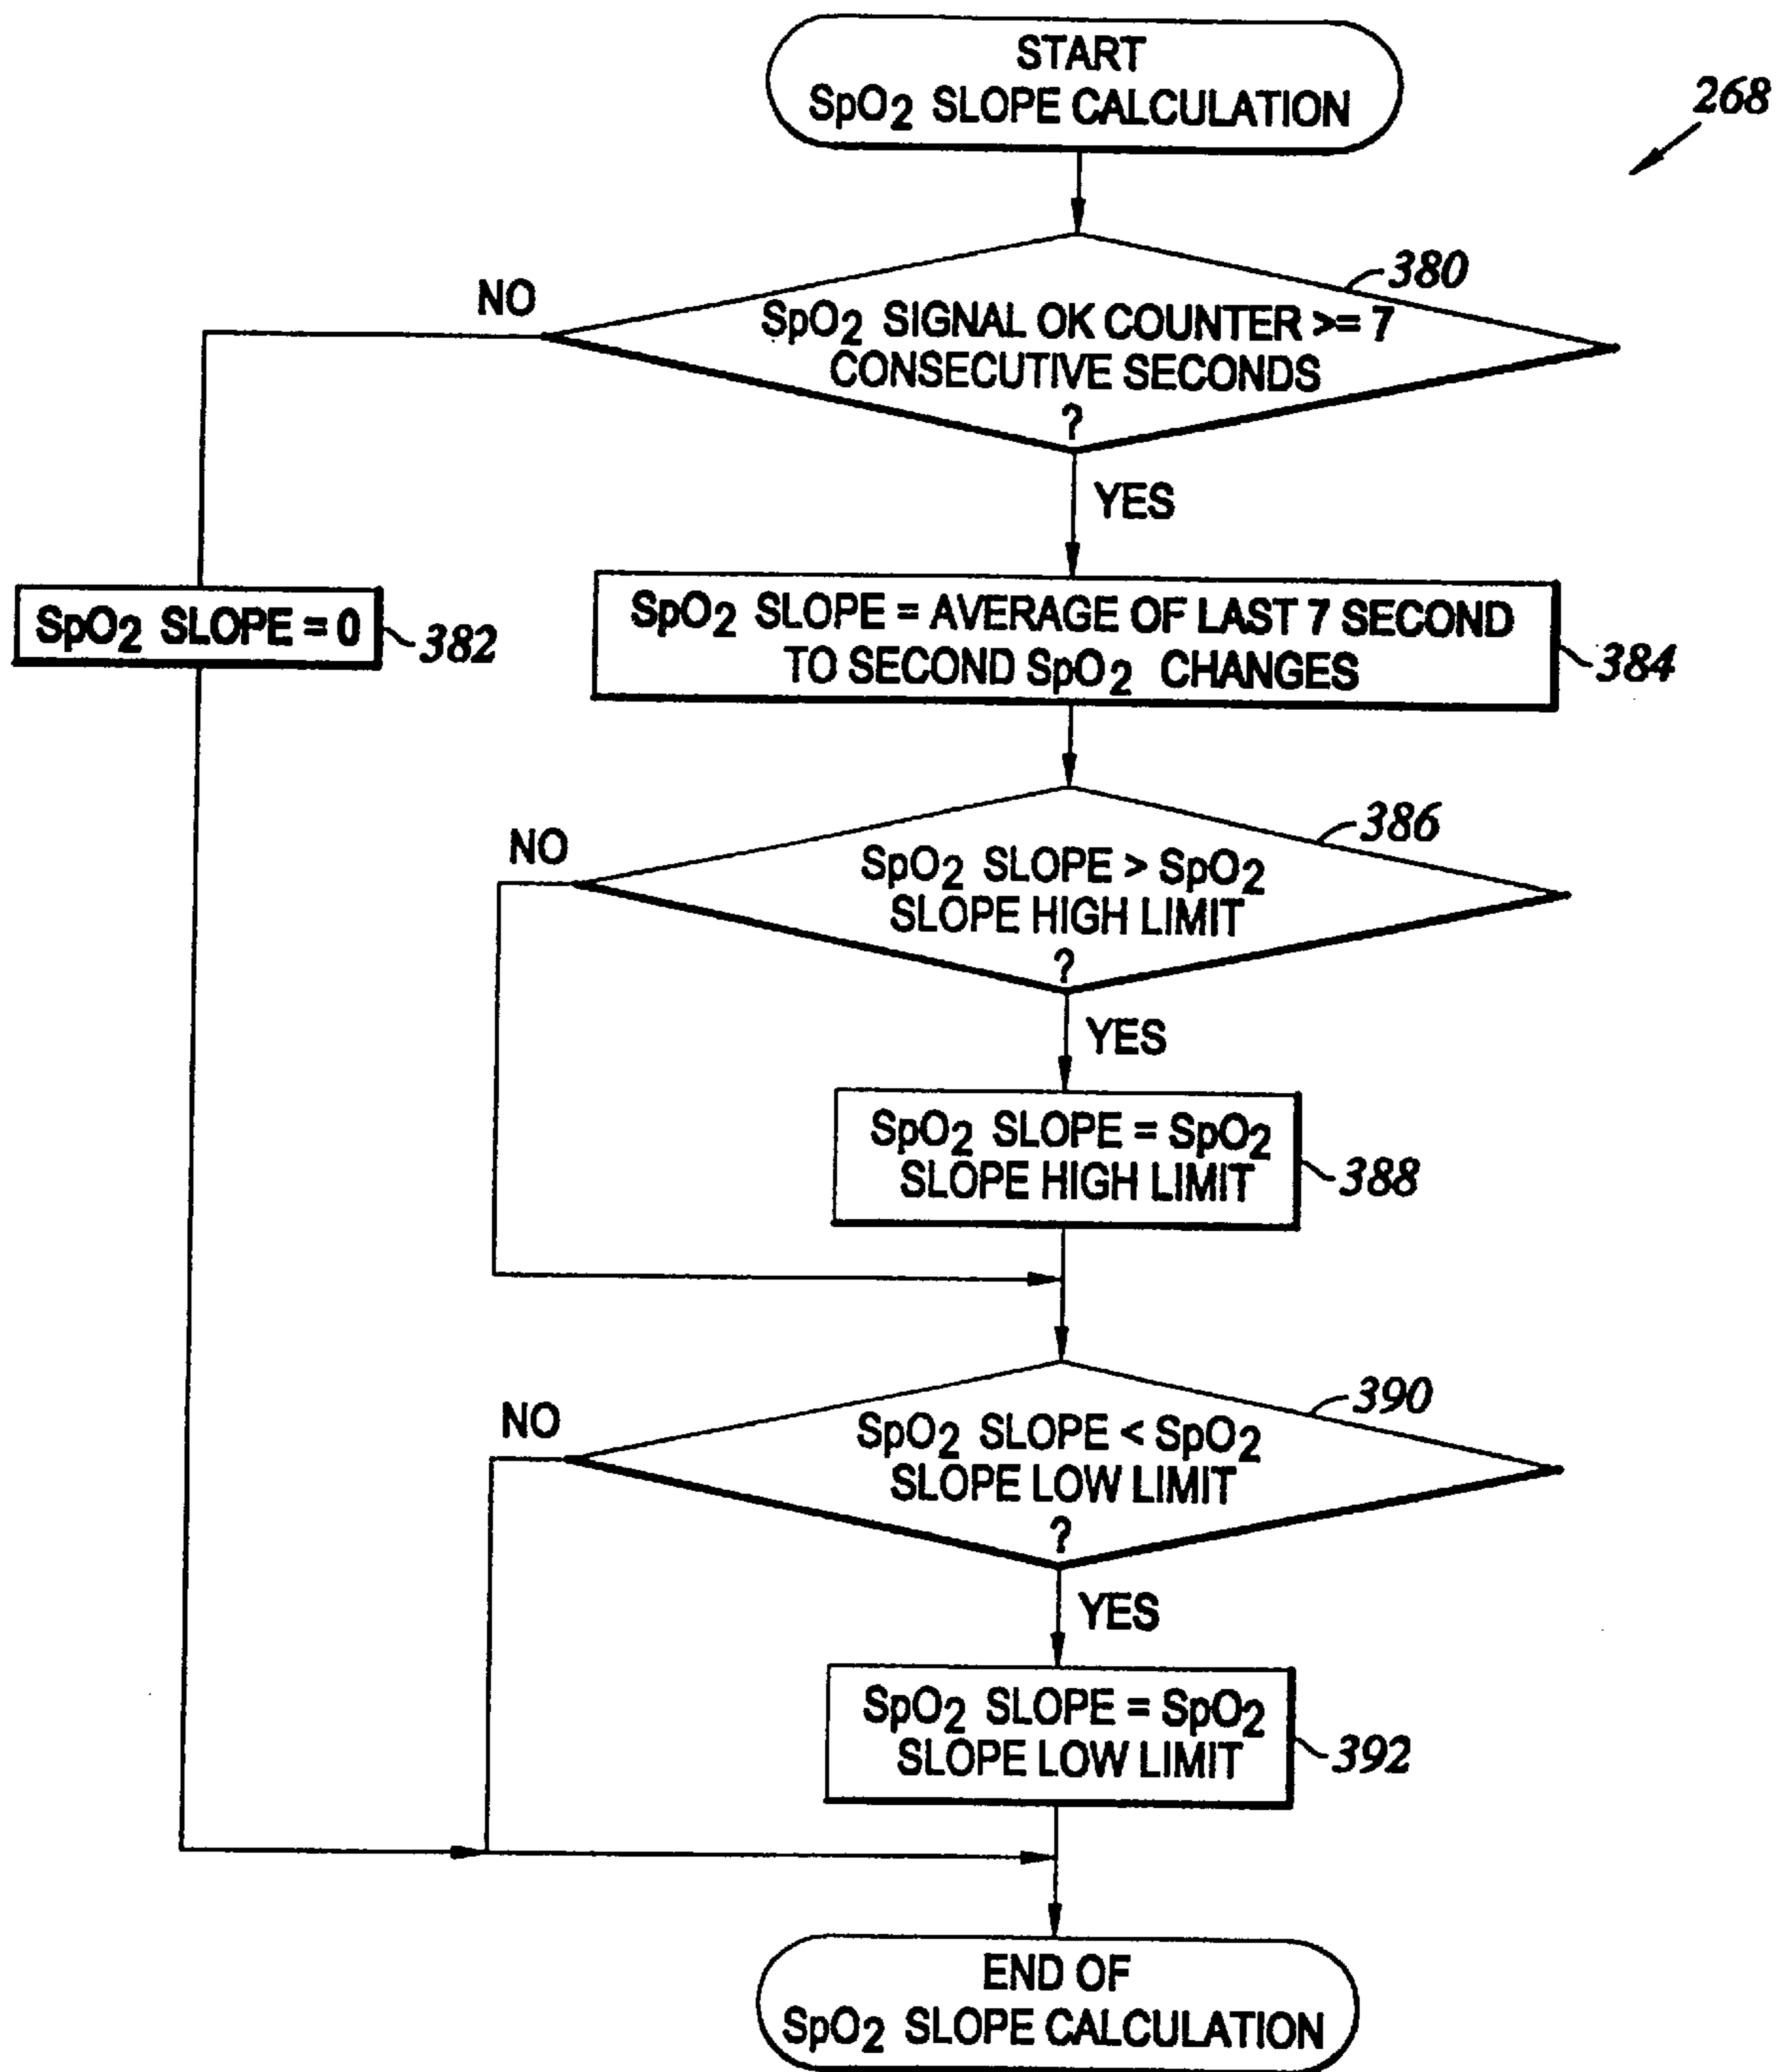 START
SpO2 SLOPE CALCULATION
268
380
NO
SpO2 SIGNAL OK COUNTER >= 7
CONSECUTIVE SECONDS
?
YES
SpO2 SLOPE = 0
382
SpO2 SLOPE = AVERAGE OF LAST 7 SECOND
TO SECOND SpO2 CHANGES
384
386
NO
SpO2 SLOPE > SpO2
SLOPE HIGH LIMIT
?
YES
SpO2 SLOPE = SpO2
SLOPE HIGH LIMIT
388
390
NO
SpO2 SLOPE < SpO2
SLOPE LOW LIMIT
?
YES
SpO2 SLOPE = SpO2
SLOPE LOW LIMIT
392
END OF
SpO2 SLOPE CALCULATION